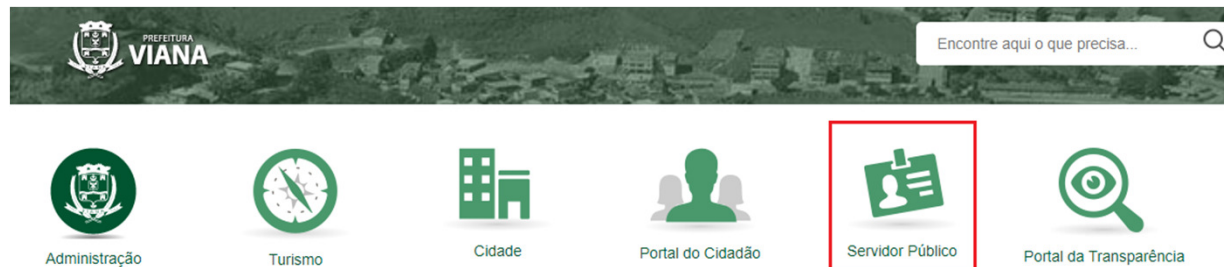 PREFEITURA
VIANA
Encontre aqui o que precisa...
Administração
Turismo
Cidade
Portal do Cidadão
Servidor Público
Portal da Transparência